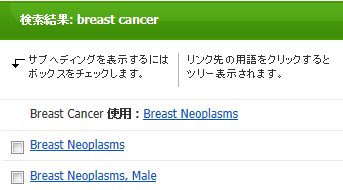 検索結果: breast cancer
サブヘディングを表示するには
ボックスをチェックします。
リンク先の用語をクリックすると
ツリー表示されます。
Breast Cancer 使用：Breast Neoplasms
Breast Neoplasms
Breast Neoplasms, Male